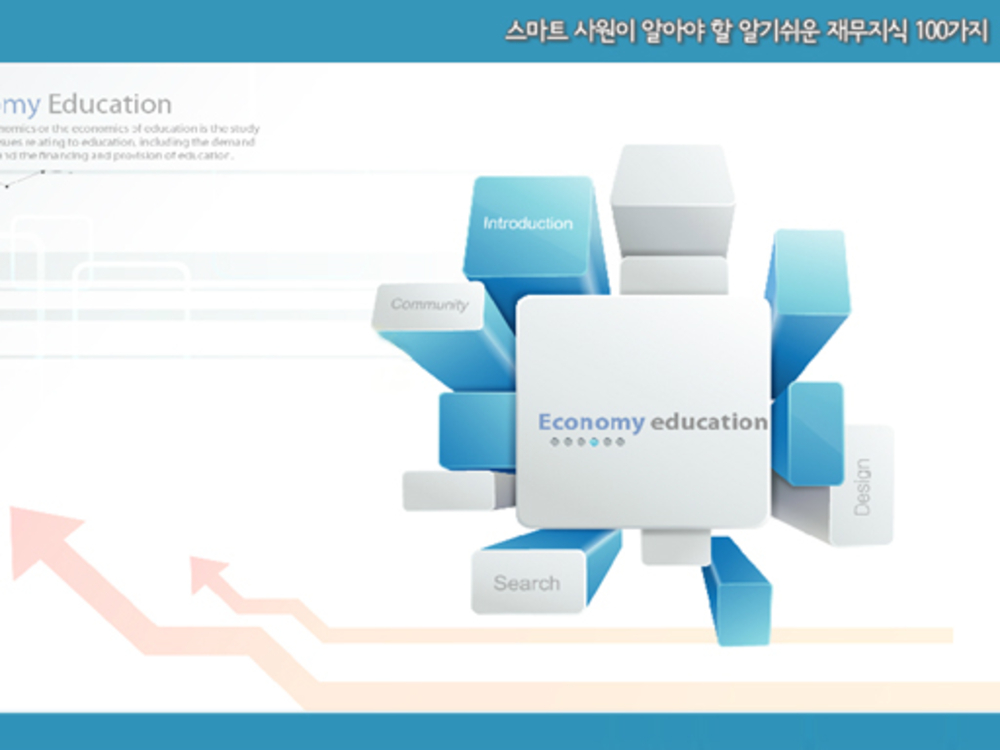 스마트 사원이 알아야 할 알기쉬운 재무지식 100가지
omy Education
nomics or the economics of education is the study
sues relating to education, including the demand
nd the financing and provision of education.
Introduction
Community
Economy education
Design
Search